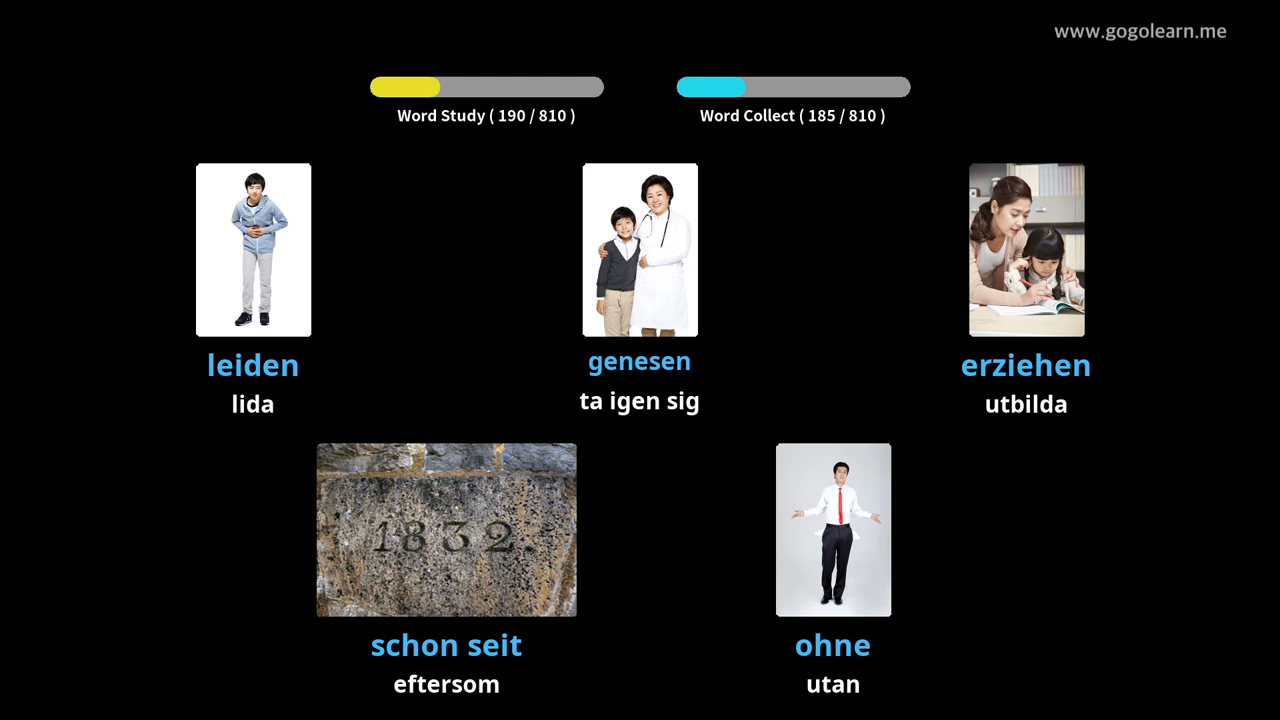 www.gogolearn.me
Word Study ( 190 / 810 )
Word Collect ( 185 / 810 )
leiden
lida
genesen
ta igen sig
erziehen
utbilda
1832.
schon seit
eftersom
ohne
utan